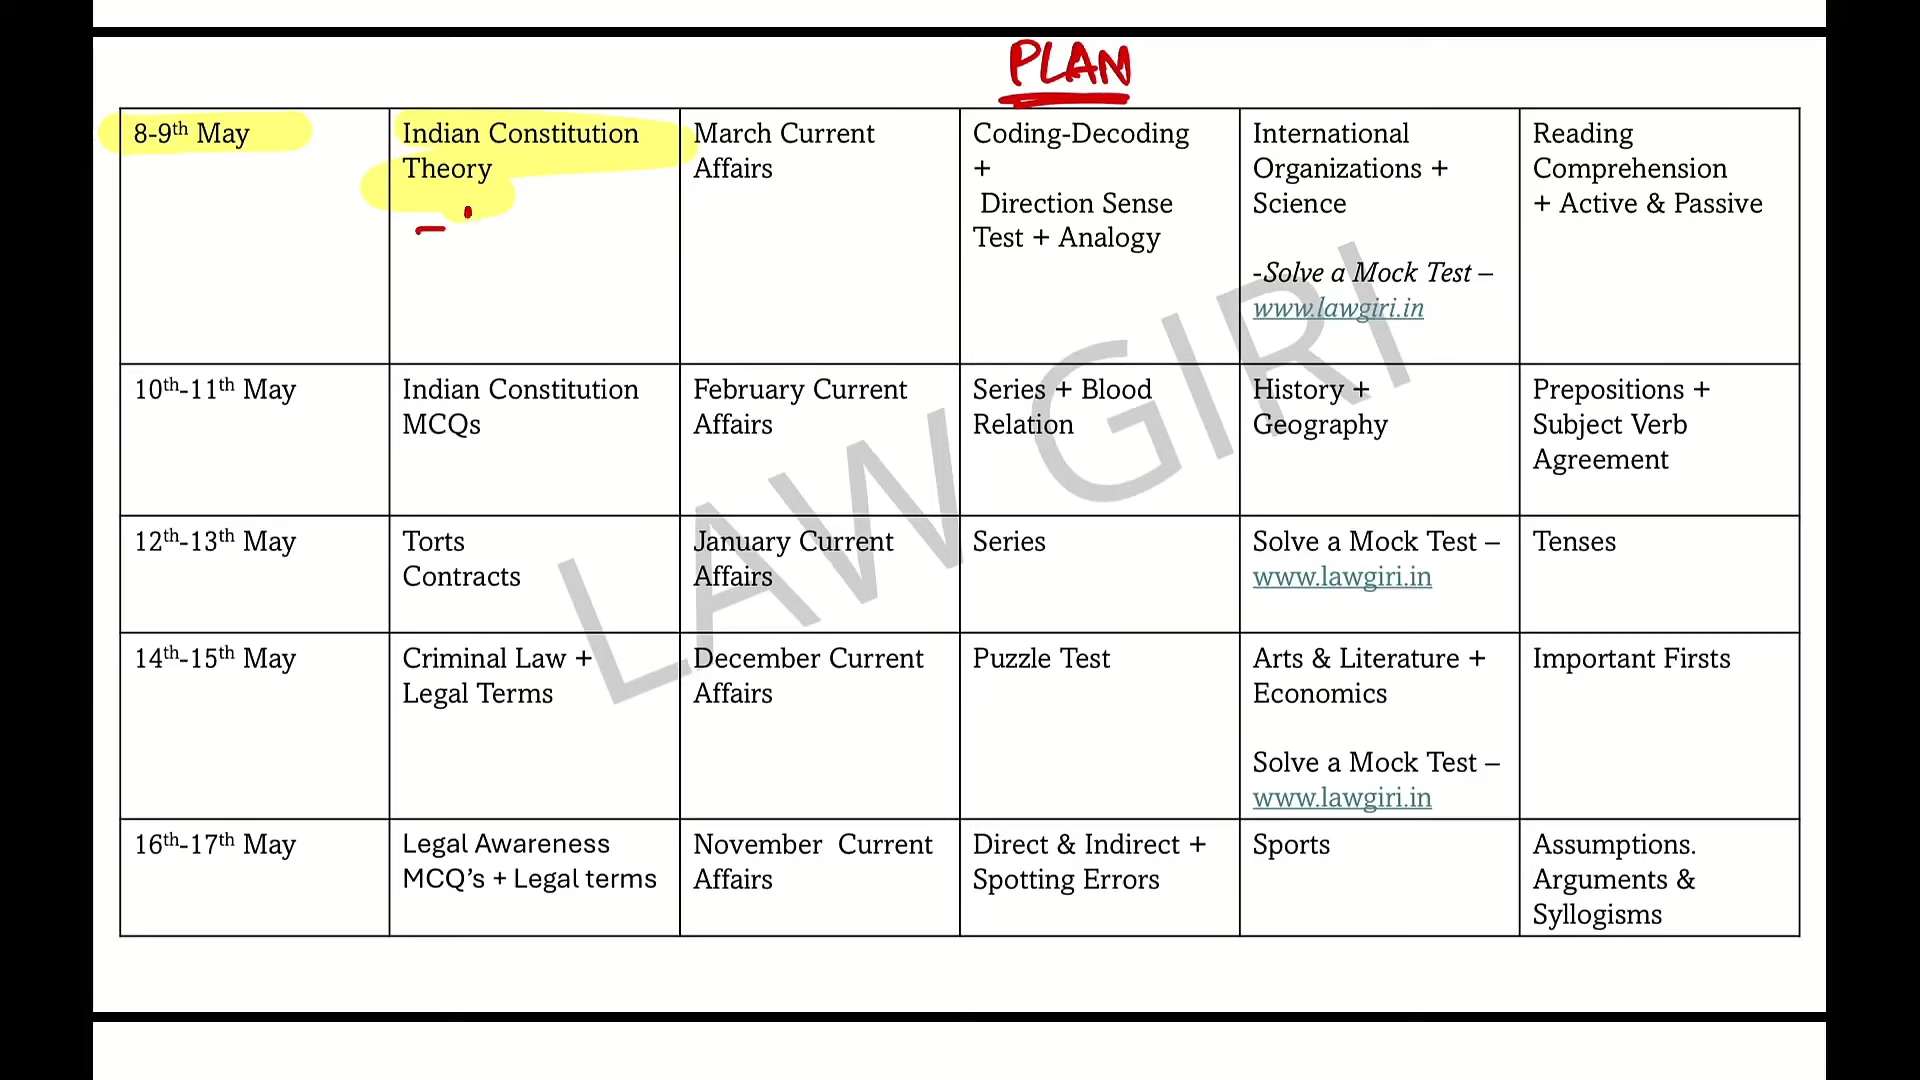 PLAN
8-9th May
Indian Constitution
Theory
March Current
Affairs
Coding-Decoding
+
Direction Sense
Test + Analogy
International
Organizations +
Science
-Solve a Mock Test –
www.lawgiri.in
Reading
Comprehension
+ Active & Passive
10th-11th May
Indian Constitution
MCQs
February Current
Affairs
Series + Blood
Relation
History +
Geography
Prepositions +
Subject Verb
Agreement
12th-13th May
Torts
Contracts
January Current
Affairs
Series
Solve a Mock Test –
www.lawgiri.in
Tenses
14th-15th May
Criminal Law +
Legal Terms
December Current
Affairs
Puzzle Test
Arts & Literature +
Economics
Solve a Mock Test –
www.lawgiri.in
Important Firsts
16th-17th May
Legal Awareness
MCQ’s + Legal terms
November  Current
Affairs
Direct & Indirect +
Spotting Errors
Sports
Assumptions.
Arguments &
Syllogisms
LAW GIRI